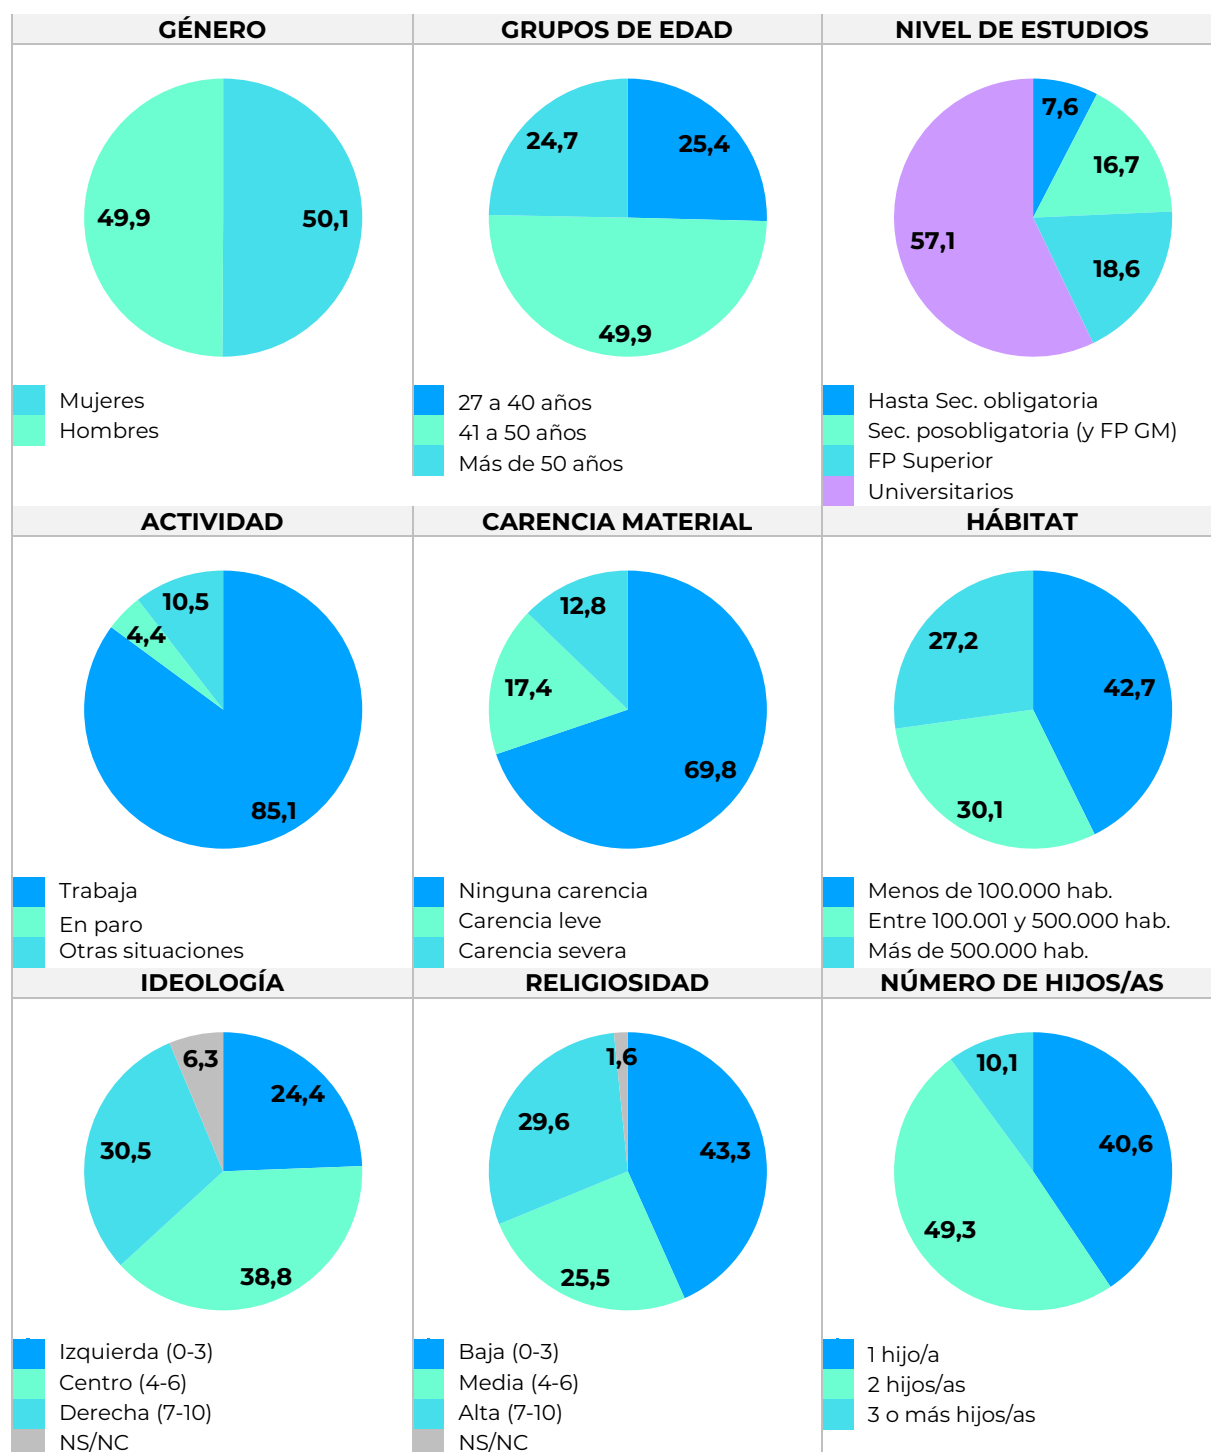 GÉNERO
49,9
50,1
Mujeres
Hombres
GRUPOS DE EDAD
24,7
25,4
49,9
27 a 40 años
41 a 50 años
Más de 50 años
NIVEL DE ESTUDIOS
7,6
16,7
57,1
18,6
Hasta Sec. obligatoria
Sec. posobligatoria (y FP GM)
FP Superior
Universitarios
ACTIVIDAD
10,5
4,4
85,1
Trabaja
En paro
Otras situaciones
CARENCIA MATERIAL
12,8
17,4
69,8
Ninguna carencia
Carencia leve
Carencia severa
HÁBITAT
27,2
42,7
30,1
Menos de 100.000 hab.
Entre 100.001 y 500.000 hab.
Más de 500.000 hab.
IDEOLOGÍA
6,3
24,4
30,5
38,8
Izquierda (0-3)
Centro (4-6)
Derecha (7-10)
NS/NC
RELIGIOSIDAD
1,6
29,6
43,3
25,5
Baja (0-3)
Media (4-6)
Alta (7-10)
NS/NC
NÚMERO DE HIJOS/AS
10,1
40,6
49,3
1 hijo/a
2 hijos/as
3 o más hijos/as